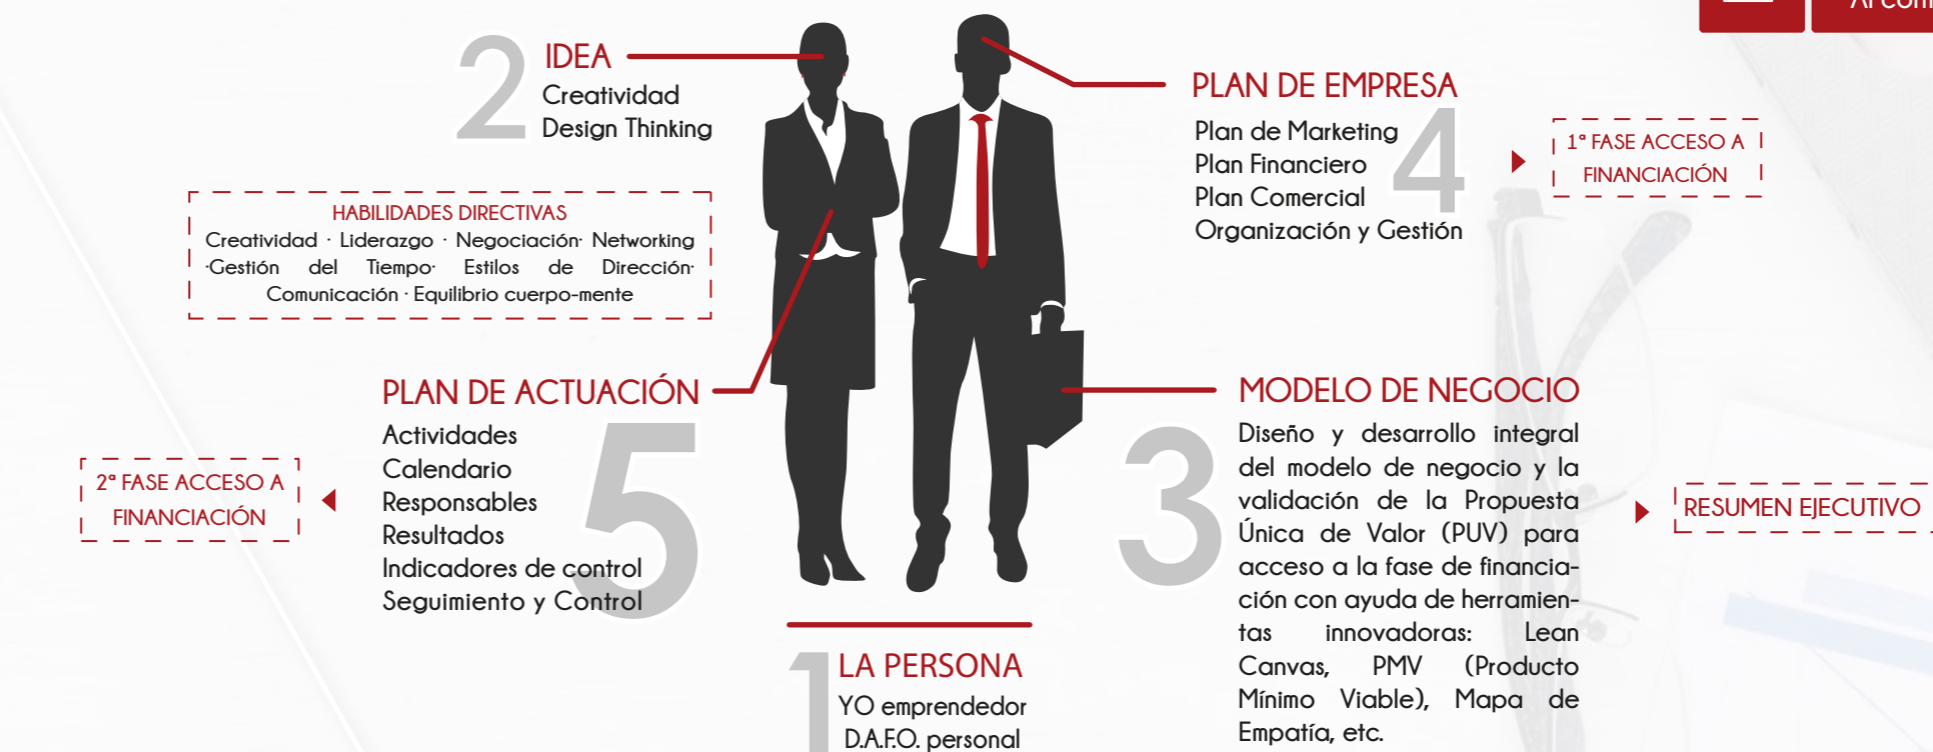 Al com
2
IDEA
Creatividad
Design Thinking
PLAN DE EMPRESA
4
Plan de Marketing
Plan Financiero
Plan Comercial
Organización y Gestión
1ª FASE ACCESO A
FINANCIACIÓN
HABILIDADES DIRECTIVAS
Creatividad · Liderazgo · Negociación· Networking
·Gestión del Tiempo· Estilos de Dirección·
Comunicación · Equilibrio cuerpo-mente
PLAN DE ACTUACIÓN
5
Actividades
Calendario
Responsables
Resultados
Indicadores de control
Seguimiento y Control
2ª FASE ACCESO A
FINANCIACIÓN
MODELO DE NEGOCIO
3
Diseño y desarrollo integral
del modelo de negocio y la
validación de la Propuesta
Única de Valor (PUV) para
acceso a la fase de financia-
ción con ayuda de herramien-
tas innovadoras: Lean
Canvas, PMV (Producto
Mínimo Viable), Mapa de
Empatía, etc.
RESUMEN EJECUTIVO
1
LA PERSONA
YO emprendedor
D.A.F.O. personal